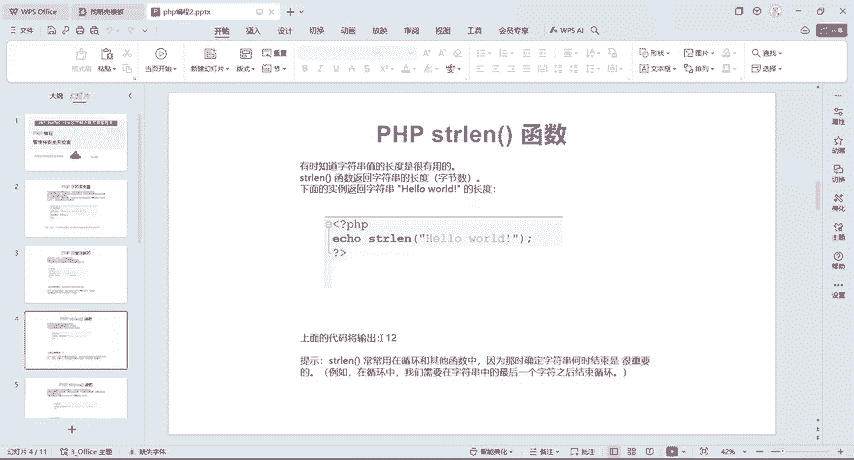 WPS Office
找稻壳模板
php编程2.pptx
文件
开始
插入
设计
切换
动画
放映
审阅
视图
工具
会员专享
WPS AI
格式刷
粘贴
当页开始
新建幻灯片
版式
重置
节
形状
图片
查找
文本框
排列
选择
大纲
幻灯片
1
2
3
4
5
PHP strlen() 函数
有时知道字符串值的长度是很有用的。
strlen() 函数返回字符串的长度（字节数）。
下面的实例返回字符串 "Hello world!" 的长度：
<?php
echo strlen("Hello world!");
?>
上面的代码将输出：12
提示：strlen() 常常用在循环和其他函数中，因为那时确定字符串何时结束是 很重要
的。（例如，在循环中，我们需要在字符串中的最后一个字符之后结束循环。）
属性
动画
切换
美化
主题
帮助
设置
幻灯片 4 / 11
3_Office 主题
缺失字体
智能美化
备注
批注
42%